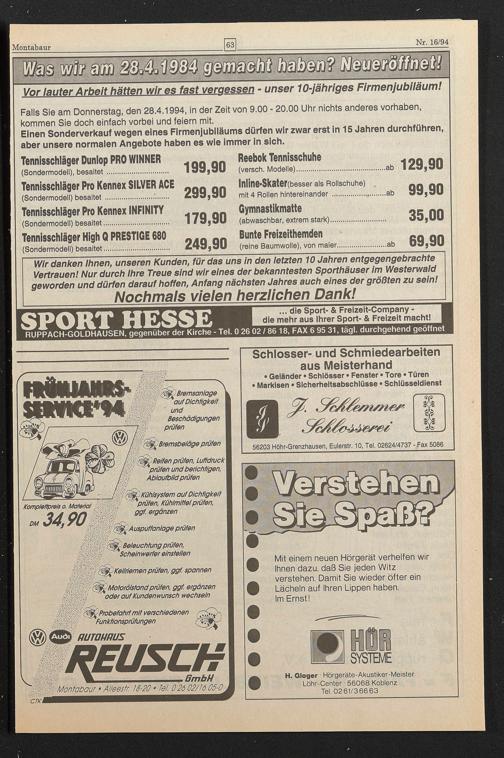 Montabaur
63
Nr. 16/94
Was wir am 28.4.1984 gemacht haben? Neueröffnet!
Vor lauter Arbeit hätten wir es fast vergessen - unser 10-jähriges Firmenjubiläum!
Falls Sie am Donnerstag, den 28.4.1994, in der Zeit von 9.00 - 20.00 Uhr nichts anderes vorhaben,
kommen Sie doch einfach vorbei und feiern mit.
Einen Sonderverkauf wegen eines Firmenjubiläums dürfen wir zwar erst in 15 Jahren durchführen,
aber unsere normalen Angebote haben es wie immer in sich.
Tennisschläger Dunlop PRO WINNER
(Sondermodell), besaitet 199,90
Tennisschläger Pro Kennex SILVER ACE
(Sondermodell), besaitet 299,90
Tennisschläger Pro Kennex INFINITY
(Sondermodell), besaitet 179,90
Tennisschläger High Q PRESTIGE 680
(Sondermodell), besaitet 249,90
Reebok Tennisschuhe
(versch. Modelle) ab 129,90
Inline-Skater (besser als Rollschuhe)
mit 4 Rollen hintereinander ab 99,90
Gymnastikmatte
(abwaschbar, extrem stark) 35,00
Bunte Freizeithemden
(reine Baumwolle), von maier ab 69,90
Wir danken Ihnen, unseren Kunden, für das uns in den letzten 10 Jahren entgegengebrachte
Vertrauen! Nur durch Ihre Treue sind wir eines der bekanntesten Sporthäuser im Westerwald
geworden und dürfen darauf hoffen, Anfang nächsten Jahres auch eines der größten zu sein!
Nochmals vielen herzlichen Dank!
SPORT HESSE
... die Sport- & Freizeit-Company -
die mehr aus Ihrer Sport- & Freizeit macht!
RUPPACH-GOLDHAUSEN, gegenüber der Kirche - Tel. 0 26 02 / 86 18, FAX 6 95 31, tägl. durchgehend geöffnet
FRÜHJAHRS-
SERVICE '94
Komplettpreis o. Material
DM 34,90
Bremsanlage
auf Dichtigkeit
und
Beschädigungen
prüfen
Bremsbeläge prüfen
Reifen prüfen, Luftdruck
prüfen und berichtigen,
Ablaufbild prüfen
Kühlsystem auf Dichtigkeit
prüfen, Kühlmittel prüfen,
ggf. ergänzen
Auspuffanlage prüfen
Beleuchtung prüfen,
Scheinwerfer einstellen
Keilriemen prüfen, ggf. spannen
Motorölstand prüfen, ggf. ergänzen
oder auf Kundenwunsch wechseln
Probefahrt mit verschiedenen
Funktionsprüfungen
Audi AUTOHAUS
REUSCH
GmbH
Montabaur • Alleestr. 18-20 • Tel. 0 26 02/16 05-0
Schlosser- und Schmiedearbeiten
aus Meisterhand
• Geländer • Schlösser • Fenster • Tore • Türen
• Markisen • Sicherheitsabschlüsse • Schlüsseldienst
J. Schlemmer
Schlosserei
56203 Höhr-Grenzhausen, Eulerstr. 10, Tel. 02624/4737 - Fax 5086
Verstehen
Sie Spaß?
Mit einem neuen Hörgerät verhelfen wir
Ihnen dazu, daß Sie jeden Witz
verstehen. Damit Sie wieder öfter ein
Lächeln auf Ihren Lippen haben.
Im Ernst!
HÖR
SYSTEME
H. Gloger Hörgeräte-Akustiker-Meister
Löhr-Center 56068 Koblenz
Tel. 02 61/3 66 63